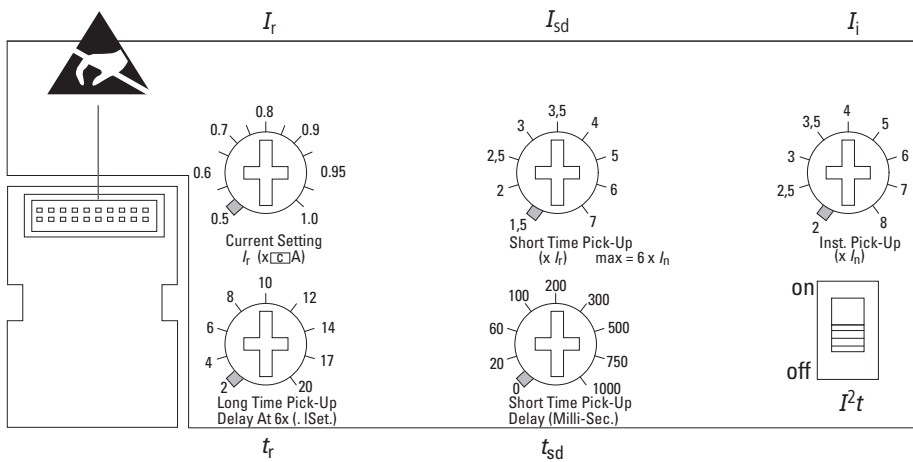 Ir
Isd
Ii
0.5
0.6
0.7
0.8
0.9
0.95
1.0
Current Setting
Ir (x c A)
1,5
2
2,5
3
3,5
4
5
6
7
Short Time Pick-Up
(x Ir) max = 6 x In
2
2,5
3
3,5
4
5
6
7
8
Inst. Pick-Up
(x In)
2
4
6
8
10
12
14
17
20
Long Time Pick-Up
Delay At 6x (. ISet.)
tr
0
20
60
100
200
300
500
750
1000
Short Time Pick-Up
Delay (Milli-Sec.)
tsd
on
off
I²t